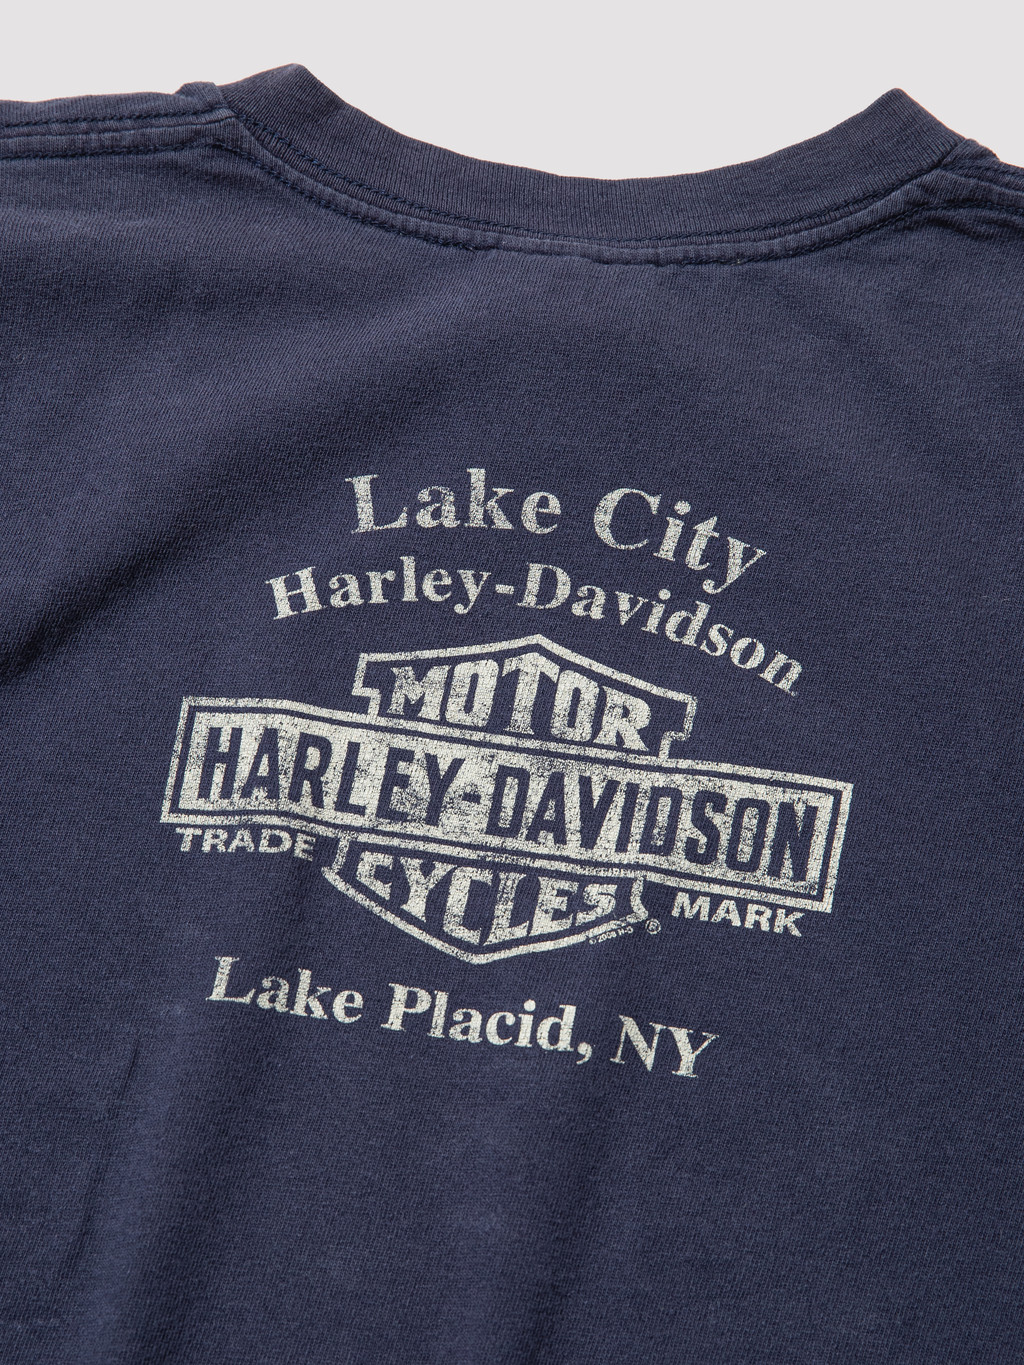 Lake City
Harley-Davidson
MOTOR
HARLEY-DAVIDSON
TRADE MARK
CYCLES
®
Lake Placid, NY